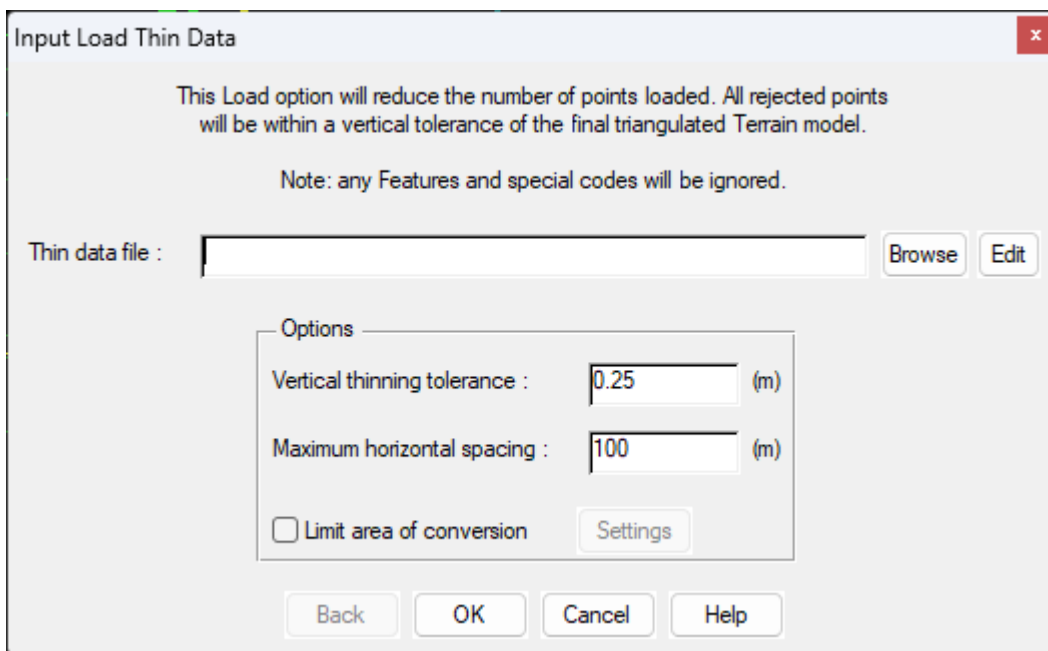 Input Load Thin Data
x
This Load option will reduce the number of points loaded. All rejected points
will be within a vertical tolerance of the final triangulated Terrain model.
Note: any Features and special codes will be ignored.
Thin data file : Browse Edit
Options
Vertical thinning tolerance : 0.25 (m)
Maximum horizontal spacing : 100 (m)
Limit area of conversion Settings
Back OK Cancel Help